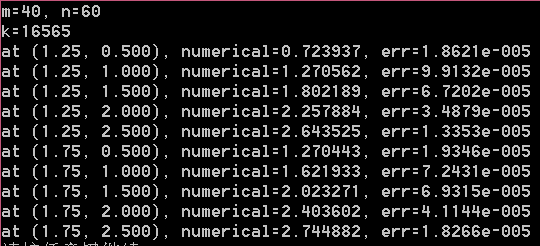 m=40, n=60
k=16565
at (1.25, 0.500), numerical=0.723937, err=1.8621e-005
at (1.25, 1.000), numerical=1.270562, err=9.9132e-005
at (1.25, 1.500), numerical=1.802189, err=6.7202e-005
at (1.25, 2.000), numerical=2.257884, err=3.4879e-005
at (1.25, 2.500), numerical=2.643525, err=1.3353e-005
at (1.75, 0.500), numerical=1.270443, err=1.9346e-005
at (1.75, 1.000), numerical=1.621933, err=7.2431e-005
at (1.75, 1.500), numerical=2.023271, err=6.9315e-005
at (1.75, 2.000), numerical=2.403602, err=4.1144e-005
at (1.75, 2.500), numerical=2.744882, err=1.8266e-005